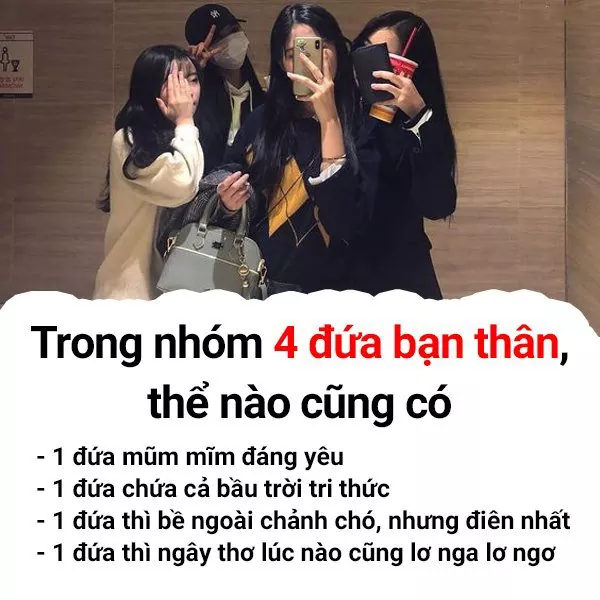 Trong nhóm 4 đứa bạn thân,
thể nào cũng có
- 1 đứa mũm mĩm đáng yêu
- 1 đứa chứa cả bầu trời tri thức
- 1 đứa thì bề ngoài chảnh chó, nhưng điên nhất
- 1 đứa thì ngây thơ lúc nào cũng lơ nga lơ ngơ